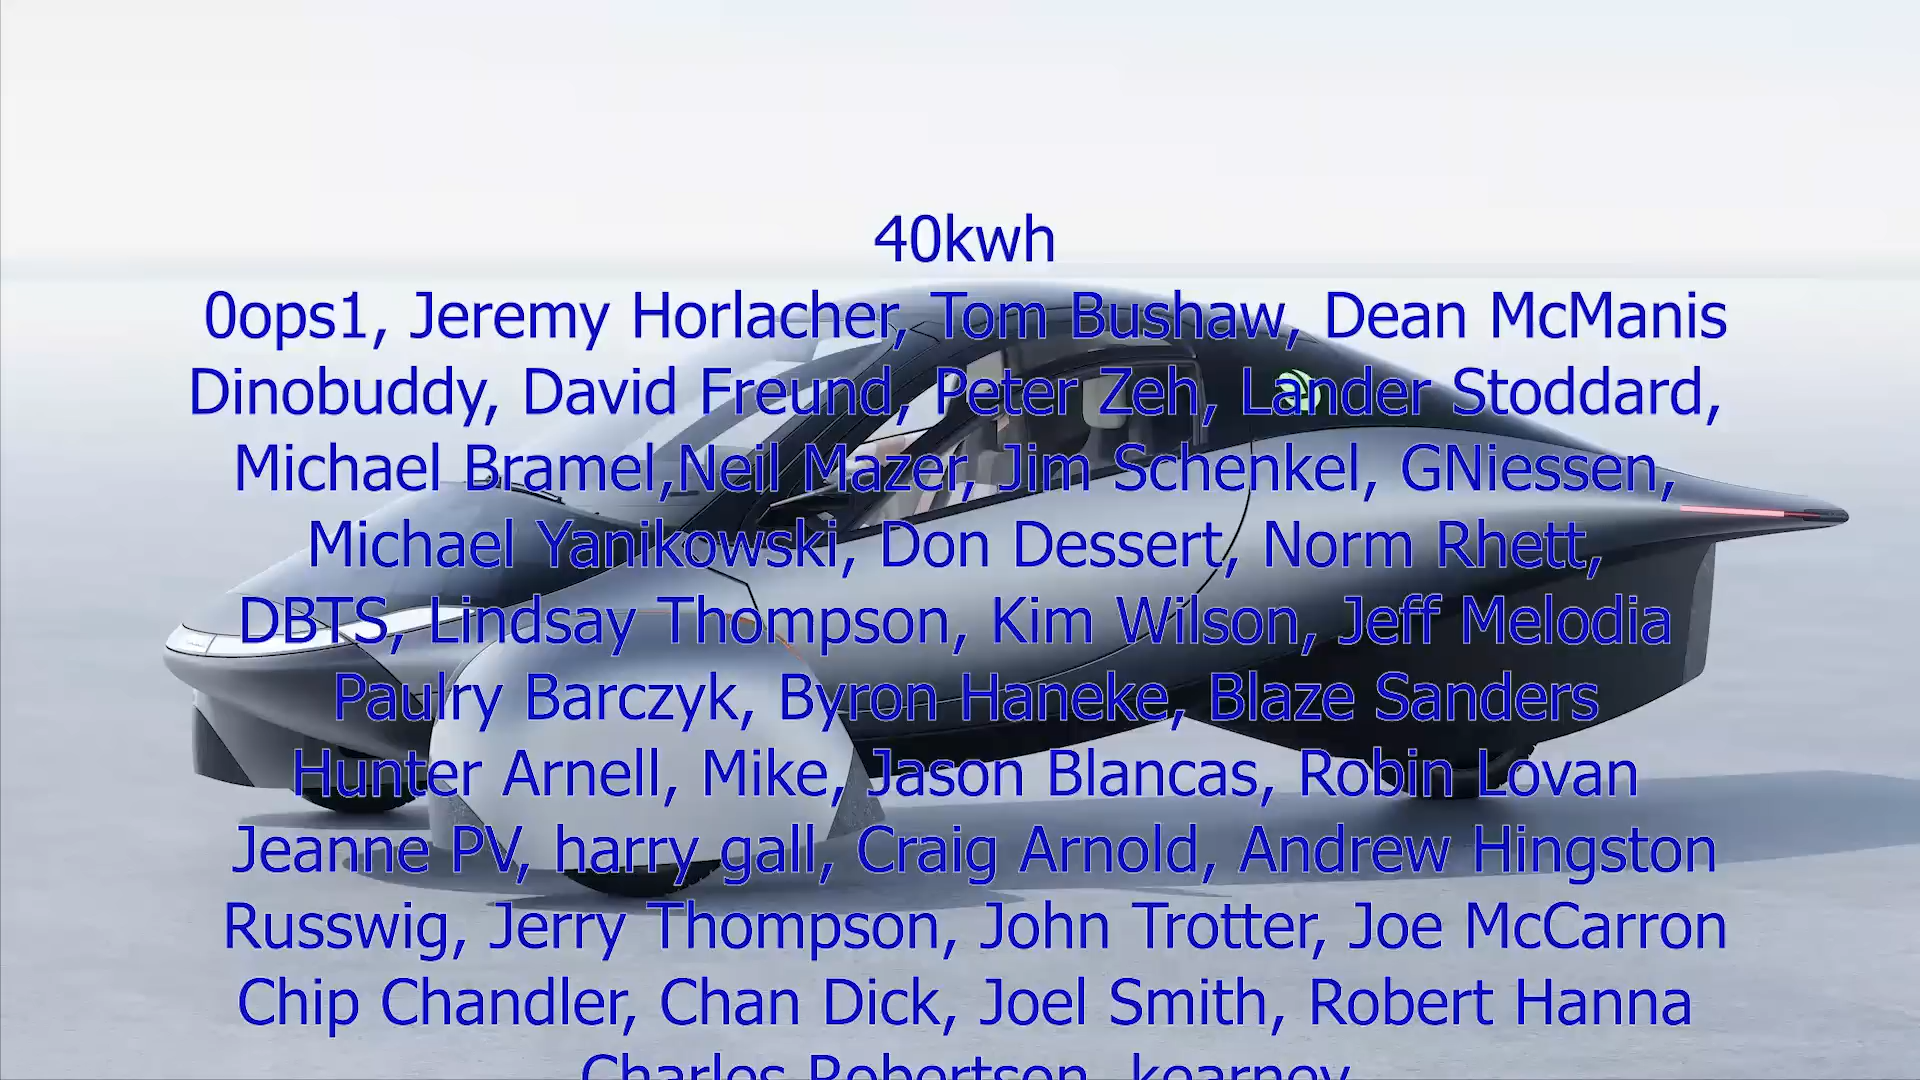 40kwh
0ops1, Jeremy Horlacher, Tom Bushaw, Dean McManis
Dinobuddy, David Freund, Peter Zeh, Lander Stoddard,
Michael Bramel,Neil Mazer, Jim Schenkel, GNiessen,
Michael Yanikowski, Don Dessert, Norm Rhett,
DBTS, Lindsay Thompson, Kim Wilson, Jeff Melodia
Paulry Barczyk, Byron Haneke, Blaze Sanders
Hunter Arnell, Mike, Jason Blancas, Robin Lovan
Jeanne PV, harry gall, Craig Arnold, Andrew Hingston
Russwig, Jerry Thompson, John Trotter, Joe McCarron
Chip Chandler, Chan Dick, Joel Smith, Robert Hanna
Charles Robertson, kearney